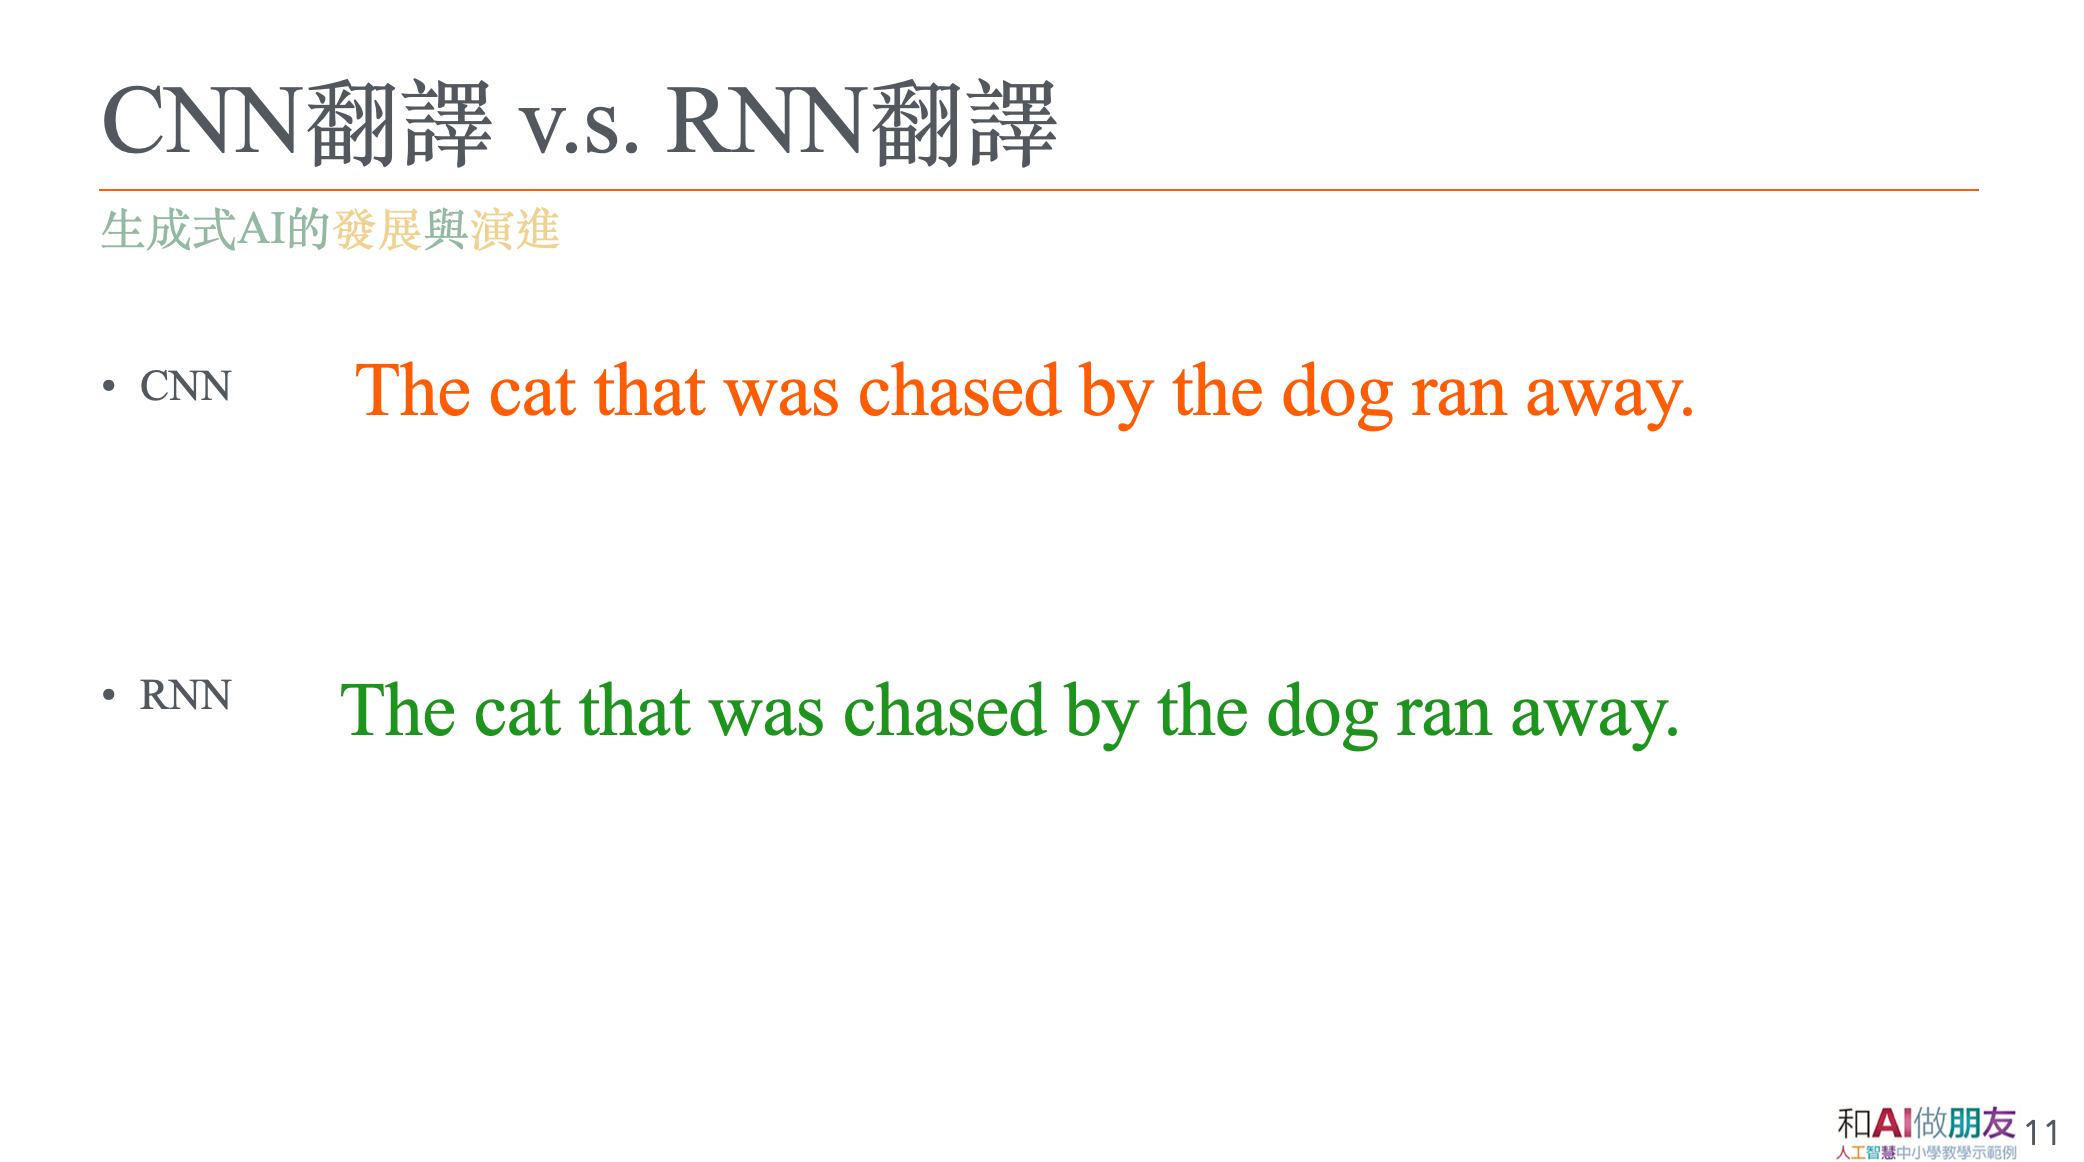 CNN翻譯 v.s. RNN翻譯
生成式AI的發展與演進
• CNN The cat that was chased by the dog ran away.
• RNN The cat that was chased by the dog ran away.
和AI做朋友
人工智慧中小學教學示範例
11